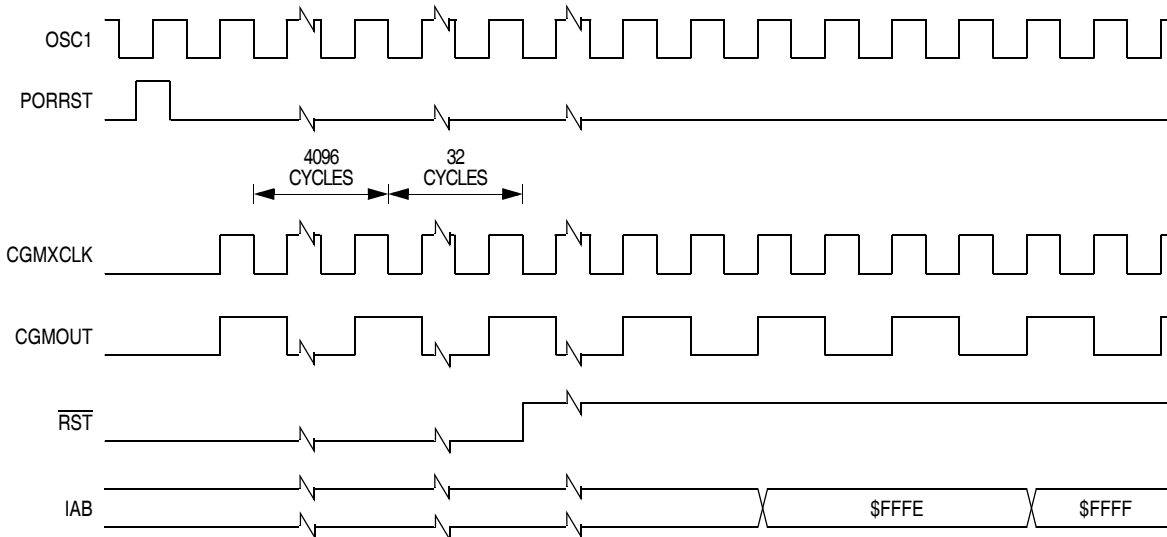 OSC1
PORRST
4096
CYCLES
32
CYCLES
CGMXCLK
CGMOUT
RST
IAB
$FFFE
$FFFF